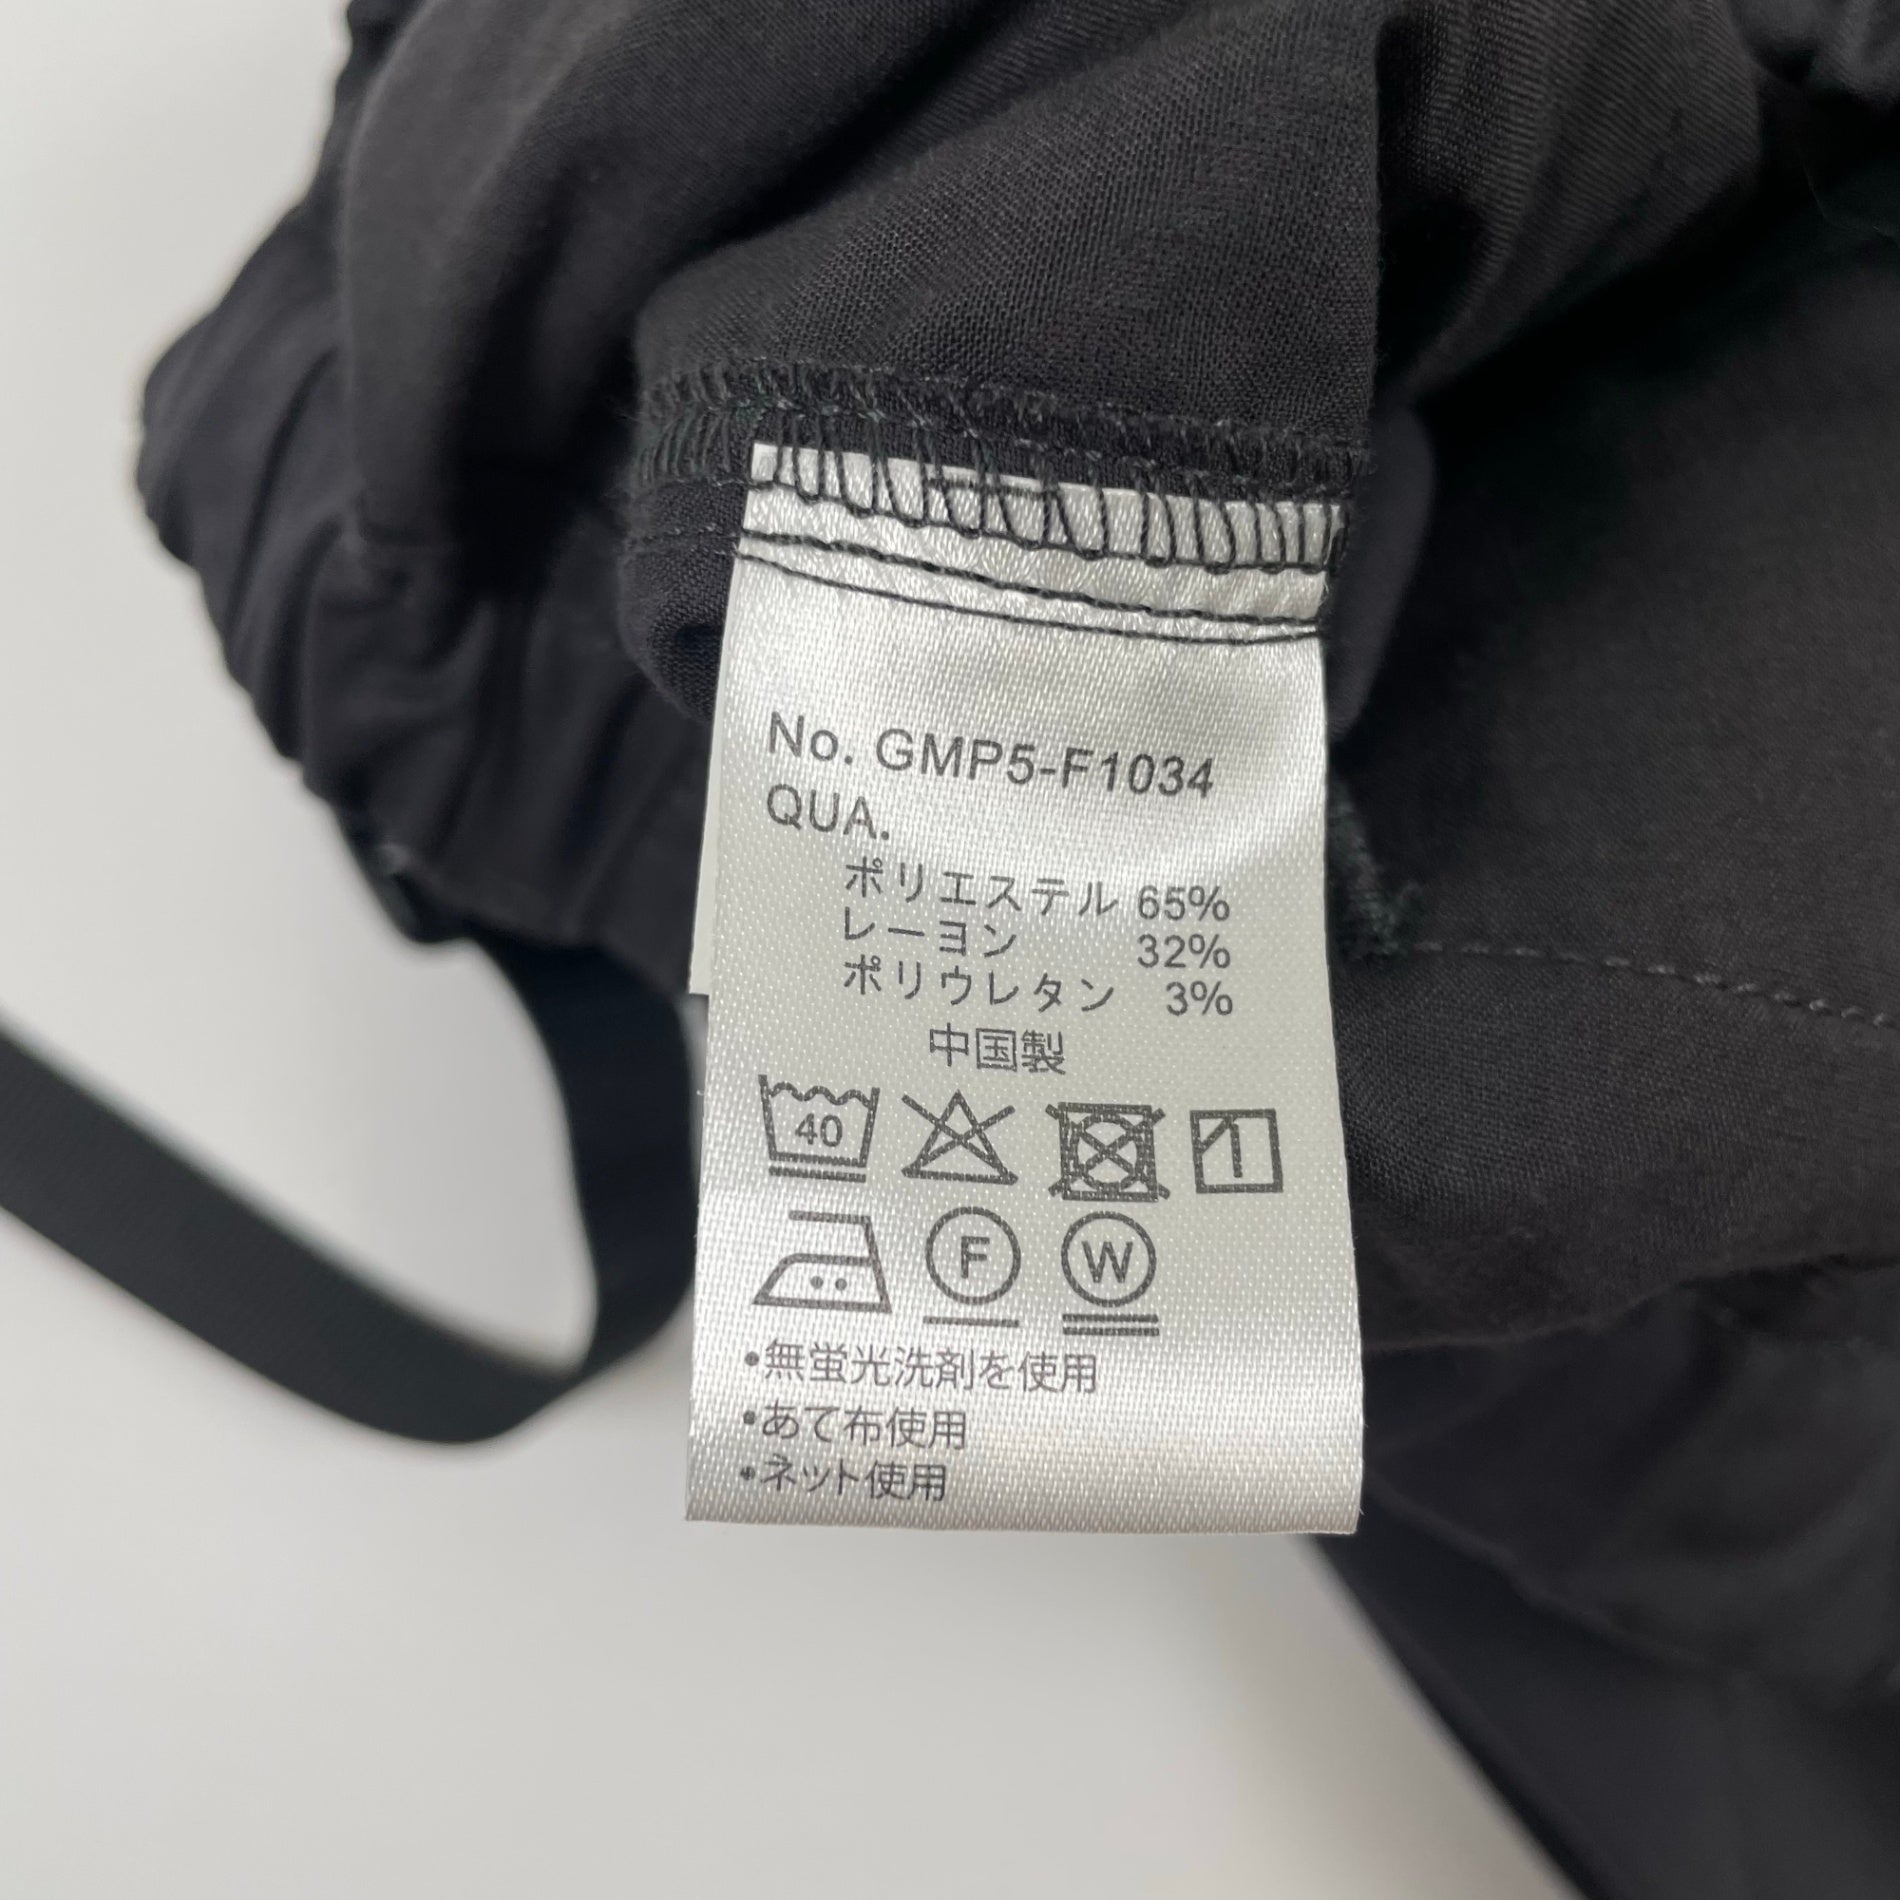 No. GMP5-F1034
QUA.
ポリエステル 65%
レーヨン 32%
ポリウレタン 3%
中国製
40
F W
•無蛍光洗剤を使用
•あて布使用
•ネット使用